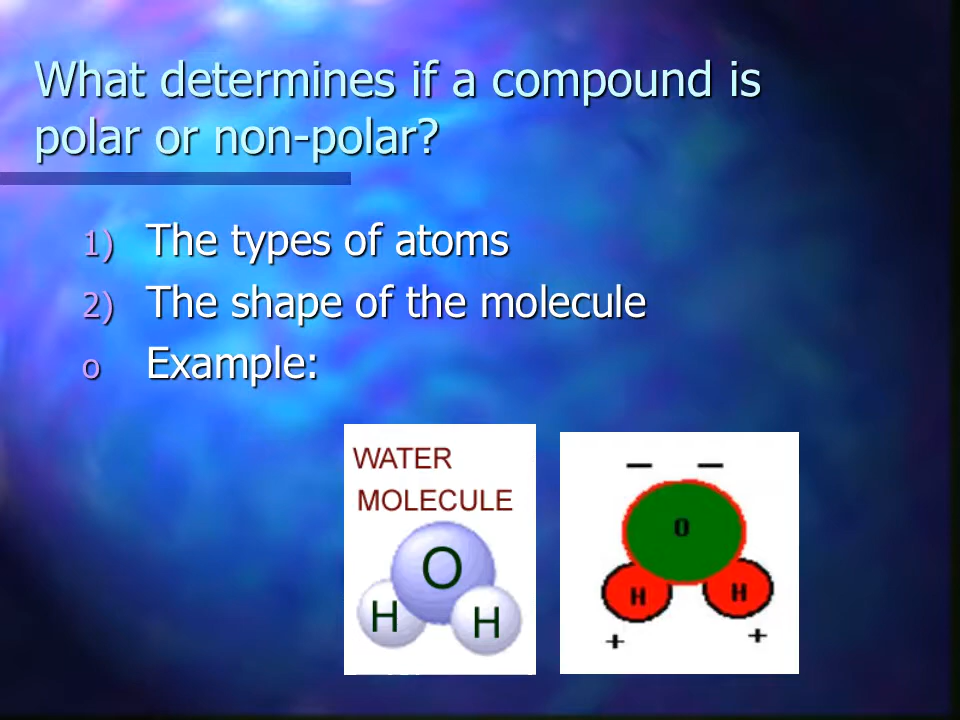 What determines if a compound is
polar or non-polar?
1) The types of atoms
2) The shape of the molecule
o Example:
WATER
MOLECULE
O
H
H
– –
O
H H
+ +